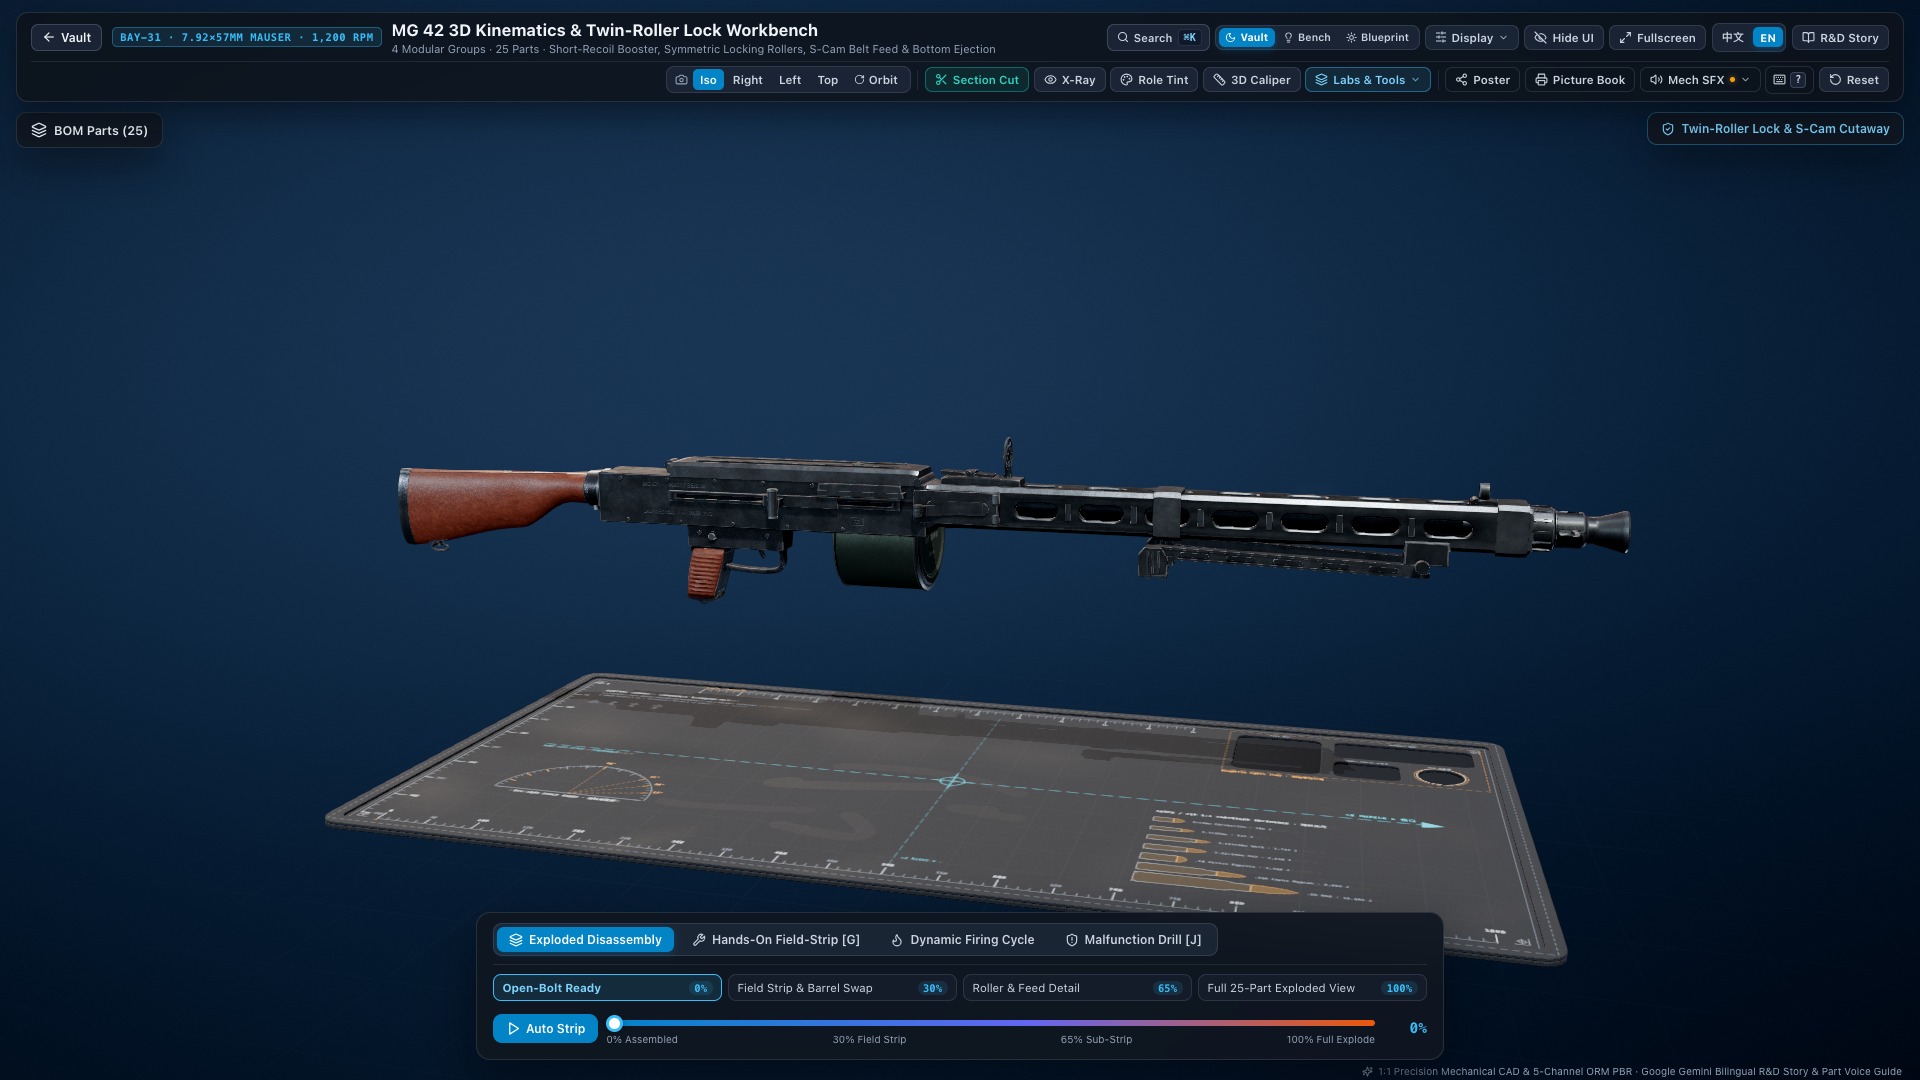 Vault
BAY-31 · 7.92×57MM MAUSER · 1,200 RPM
MG 42 3D Kinematics & Twin-Roller Lock Workbench
4 Modular Groups · 25 Parts · Short-Recoil Booster, Symmetric Locking Rollers, S-Cam Belt Feed & Bottom Ejection
Search ⌘K
Vault Bench Blueprint
Display
Hide UI
Fullscreen
中文 EN
R&D Story
Iso Right Left Top Orbit
Section Cut
X-Ray
Role Tint
3D Caliper
Labs & Tools
Poster
Picture Book
Mech SFX
?
Reset
BOM Parts (25)
Twin-Roller Lock & S-Cam Cutaway
Exploded Disassembly
Hands-On Field-Strip [G]
Dynamic Firing Cycle
Malfunction Drill [J]
Open-Bolt Ready 0%
Field Strip & Barrel Swap 30%
Roller & Feed Detail 65%
Full 25-Part Exploded View 100%
Auto Strip
0%
0% Assembled
30% Field Strip
65% Sub-Strip
100% Full Explode
1:1 Precision Mechanical CAD & 5-Channel ORM PBR · Google Gemini Bilingual R&D Story & Part Voice Guide